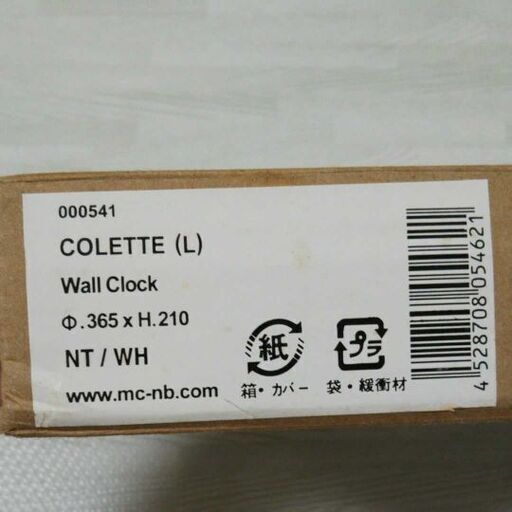 000541
COLETTE (L)
Wall Clock
Φ.365 x H.210
NT / WH
www.mc-nb.com
紙
箱・カバー
プラ
袋・緩衝材
4 528708 054621